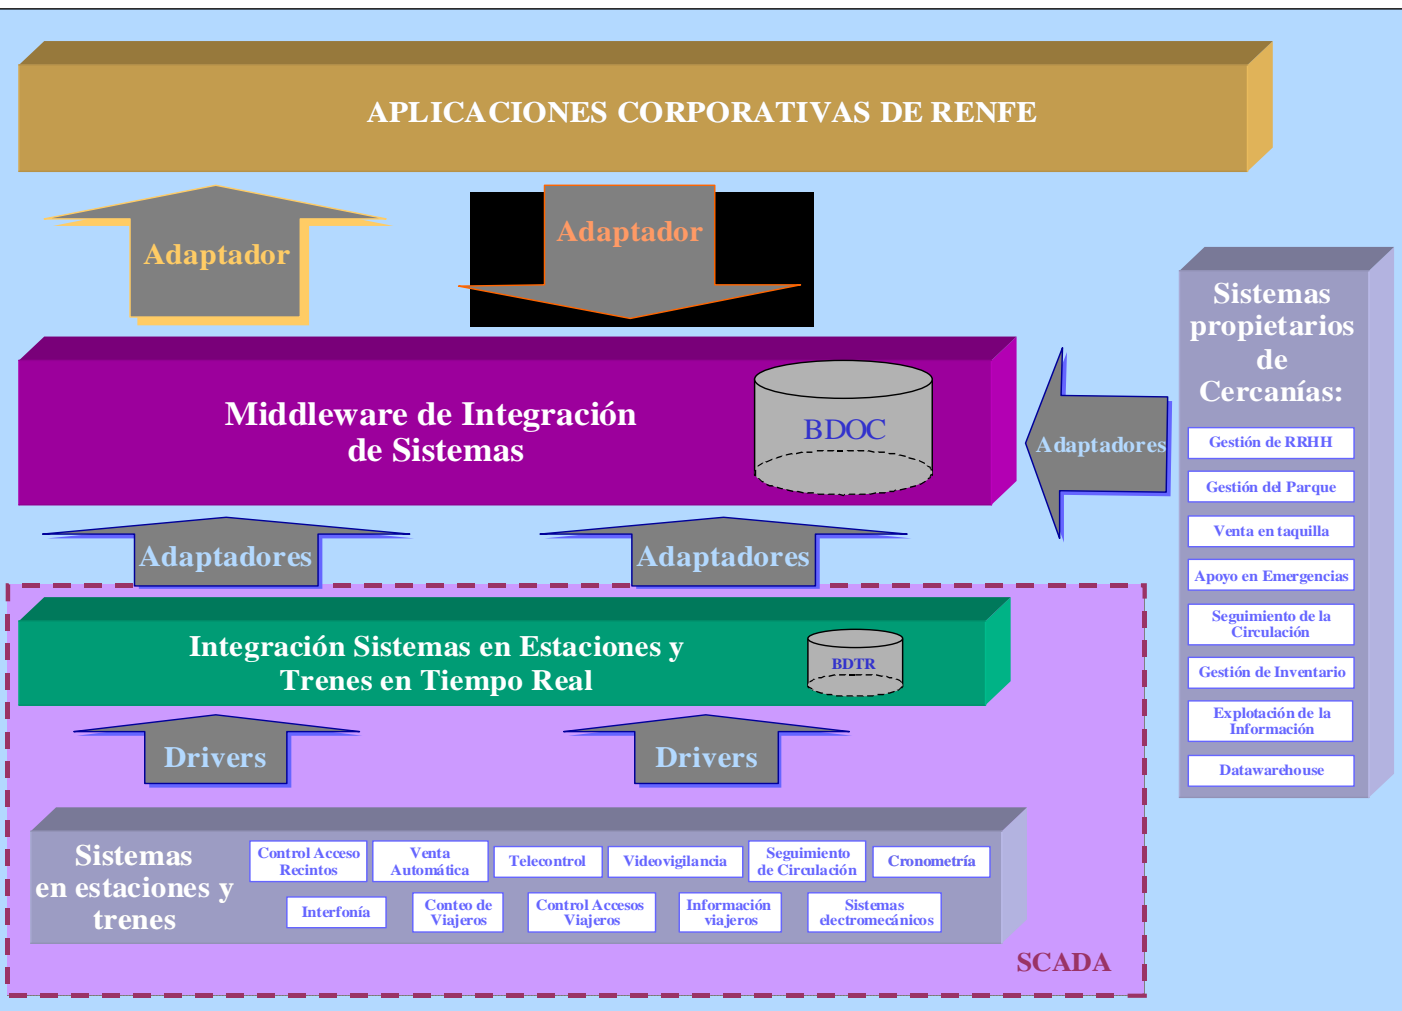 APLICACIONES CORPORATIVAS DE RENFE
Adaptador
Adaptador
Middleware de Integración
de Sistemas
BDOC
Adaptadores
Sistemas
propietarios
de
Cercanías:
Gestión de RRHH
Gestión del Parque
Venta en taquilla
Apoyo en Emergencias
Seguimiento de la
Circulación
Gestión de Inventario
Explotación de la
Información
Datawarehouse
Adaptadores
Adaptadores
Integración Sistemas en Estaciones y
Trenes en Tiempo Real
BDTR
Drivers
Drivers
Sistemas
en estaciones y
trenes
Control Acceso
Recintos
Venta
Automática
Telecontrol
Videovigilancia
Seguimiento
de Circulación
Cronometría
Interfonía
Conteo de
Viajeros
Control Accesos
Viajeros
Información
viajeros
Sistemas
electromecánicos
SCADA